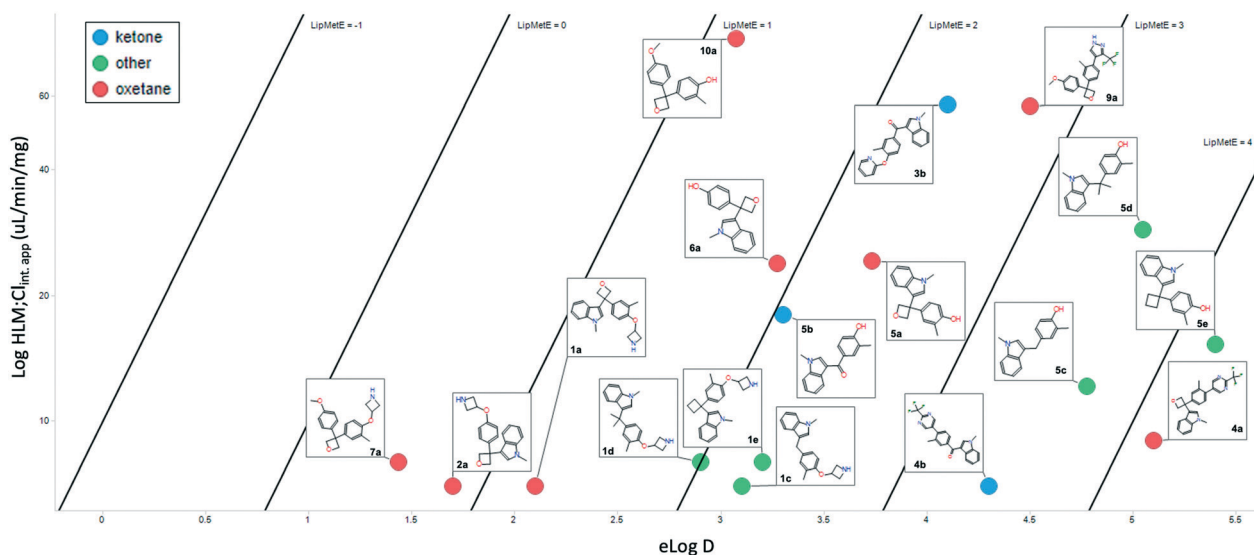 LipMetE = -1
LipMetE = 0
LipMetE = 1
LipMetE = 2
LipMetE = 3
LipMetE = 4
ketone
other
oxetane
10a
9a
3b
5d
6a
5a
5e
1a
5b
5c
4a
7a
2a
1d
1e
1c
4b
60
40
20
10
Log HLM;Cl int. app (uL/min/mg)
0
0.5
1
1.5
2
2.5
3
3.5
4
4.5
5
5.5
eLog D